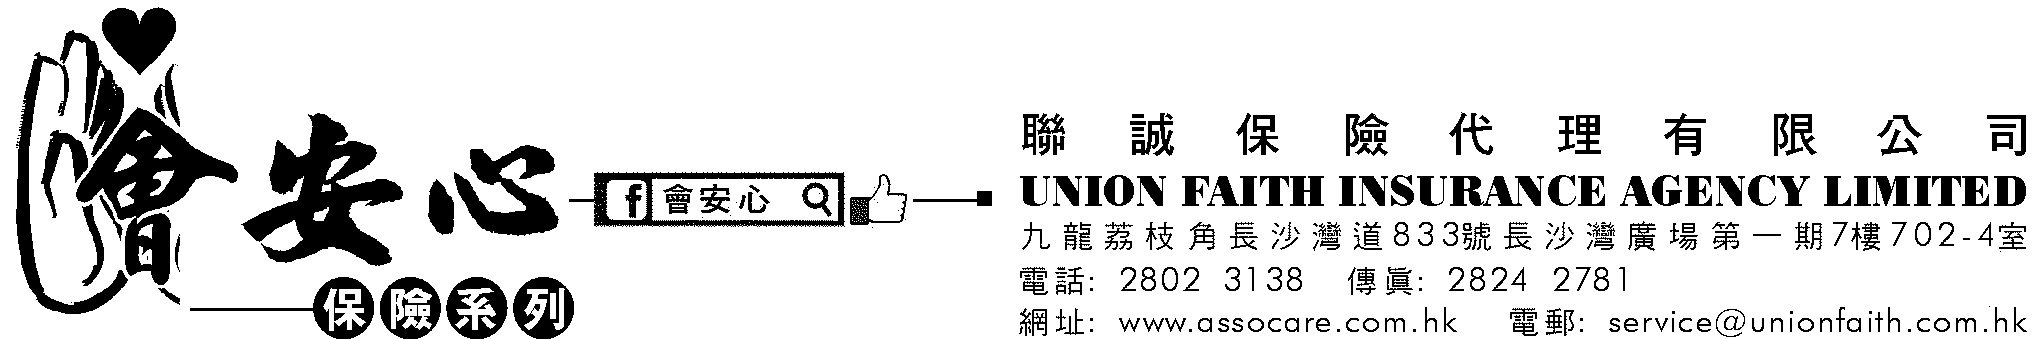 會安心
保險系列
f 會安心
聯誠保險代理有限公司
UNION FAITH INSURANCE AGENCY LIMITED
九龍荔枝角長沙灣道833號長沙灣廣場第一期7樓702-4室
電話: 2802 3138 傳眞: 2824 2781
網址: www.assocare.com.hk 電郵: service@unionfaith.com.hk